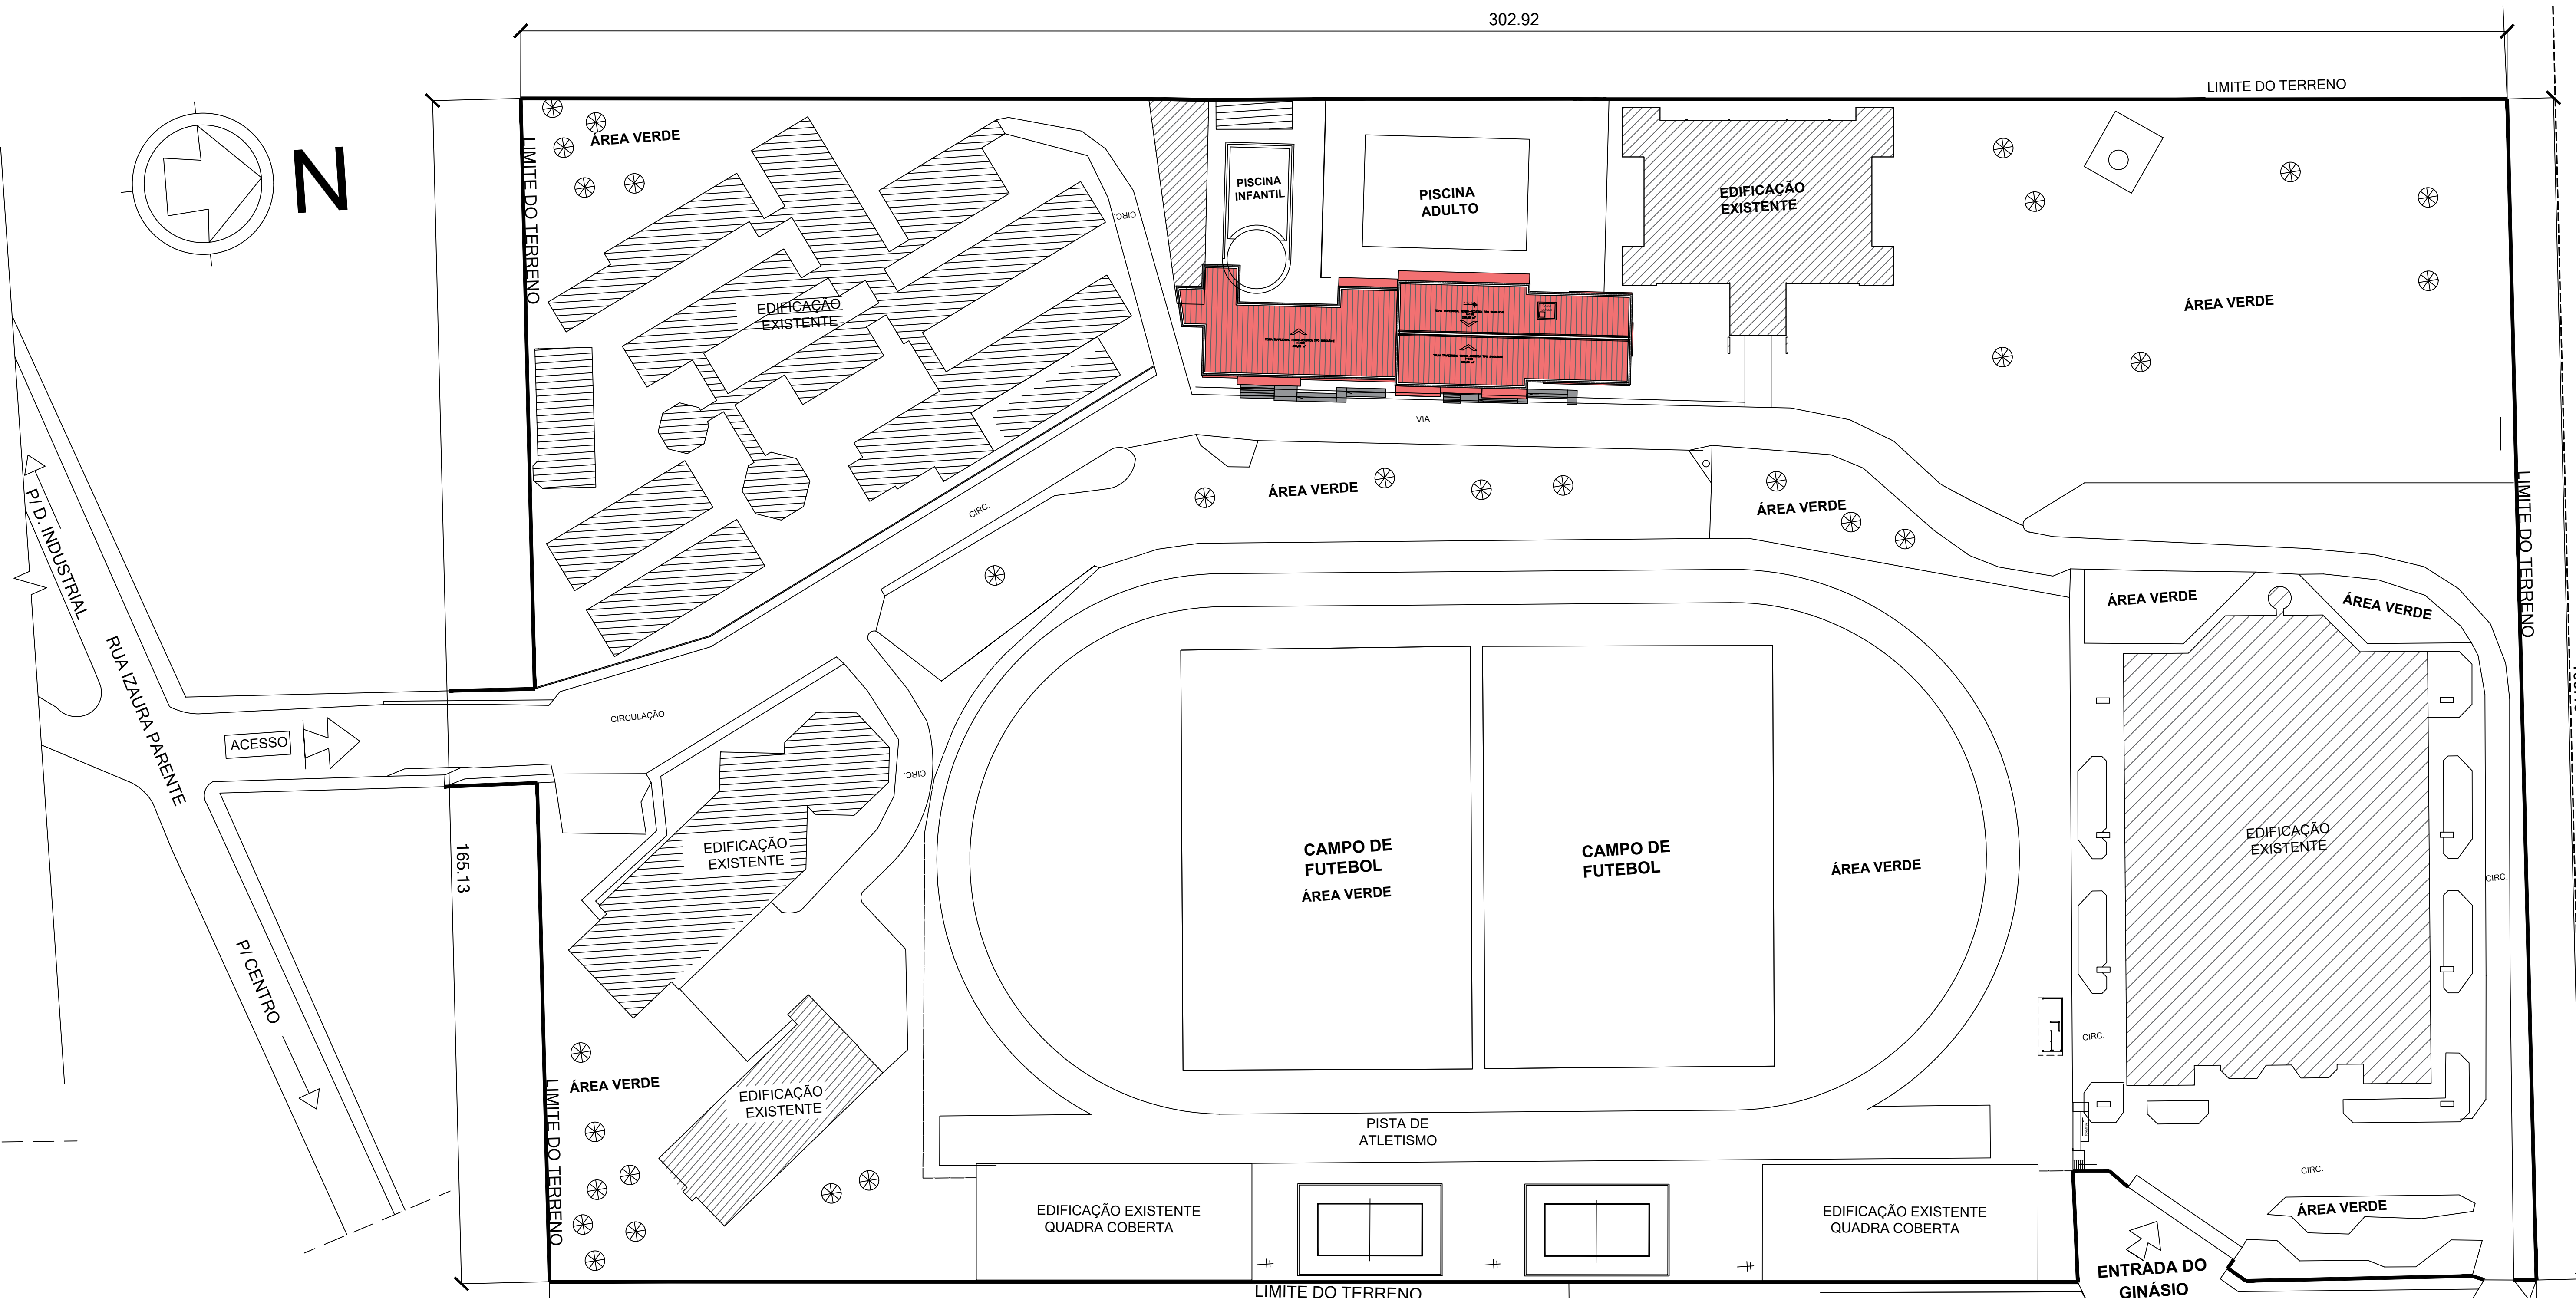 302.92
LIMITE DO TERRENO
N
ÁREA VERDE
LIMITE DO TERRENO
CIRC.
PISCINA
INFANTIL
PISCINA
ADULTO
EDIFICAÇÃO
EXISTENTE
ÁREA VERDE
EDIFICAÇÃO
EXISTENTE
VIA
P/ D. INDUSTRIAL
RUA IZAURA PARENTE
CIRC.
ÁREA VERDE
ÁREA VERDE
LIMITE DO TERRENO
ÁREA VERDE
ÁREA VERDE
ACESSO
CIRCULAÇÃO
CIRC.
165.13
EDIFICAÇÃO
EXISTENTE
CAMPO DE
FUTEBOL
ÁREA VERDE
CAMPO DE
FUTEBOL
ÁREA VERDE
EDIFICAÇÃO
EXISTENTE
CIRC.
P/ CENTRO
CIRC.
ÁREA VERDE
LIMITE DO TERRENO
EDIFICAÇÃO
EXISTENTE
PISTA DE
ATLETISMO
CIRC.
EDIFICAÇÃO EXISTENTE
QUADRA COBERTA
EDIFICAÇÃO EXISTENTE
QUADRA COBERTA
ÁREA VERDE
ENTRADA DO
GINÁSIO
LIMITE DO TERRENO